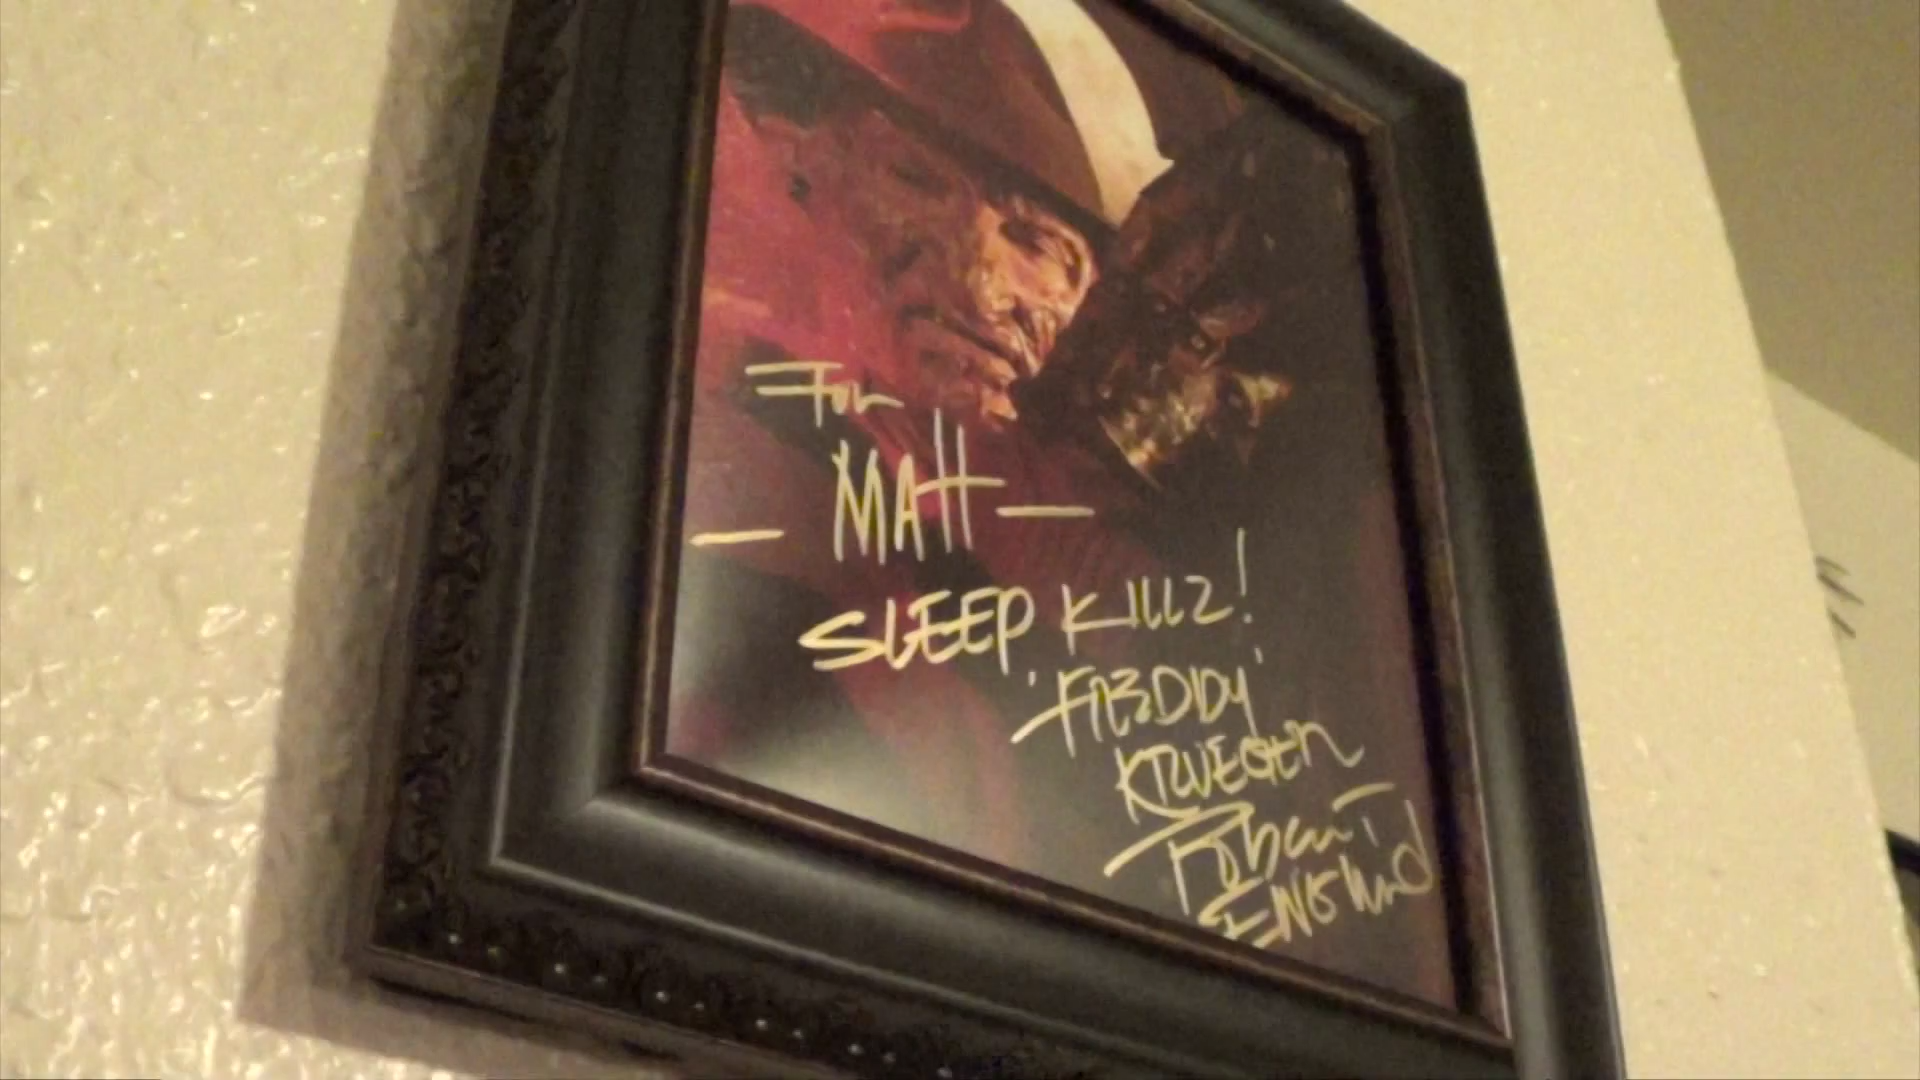 For
— MAtt —
SLEEP KILLZ!
'FREDDY'
KRUEGER
Robert
ENGlund